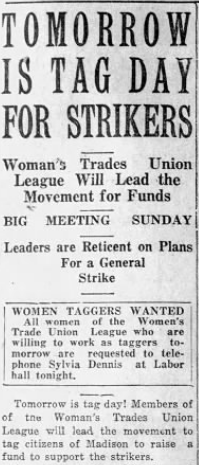 TOMORROW
IS TAG DAY
FOR STRIKERS
Woman's Trades Union
League Will Lead the
Movement for Funds
BIG MEETING SUNDAY
Leaders are Reticent on Plans
For a General
Strike
WOMEN TAGGERS WANTED
All women of the Women's
Trade Union League who are
willing to work as taggers to-
morrow are requested to tele-
phone Sylvia Dennis at Labor
hall tonight.
Tomorrow is tag day! Members of
of tne Woman's Trades Union
League will lead the movement to
tag citizens of Madison to raise a
fund to support the strikers.